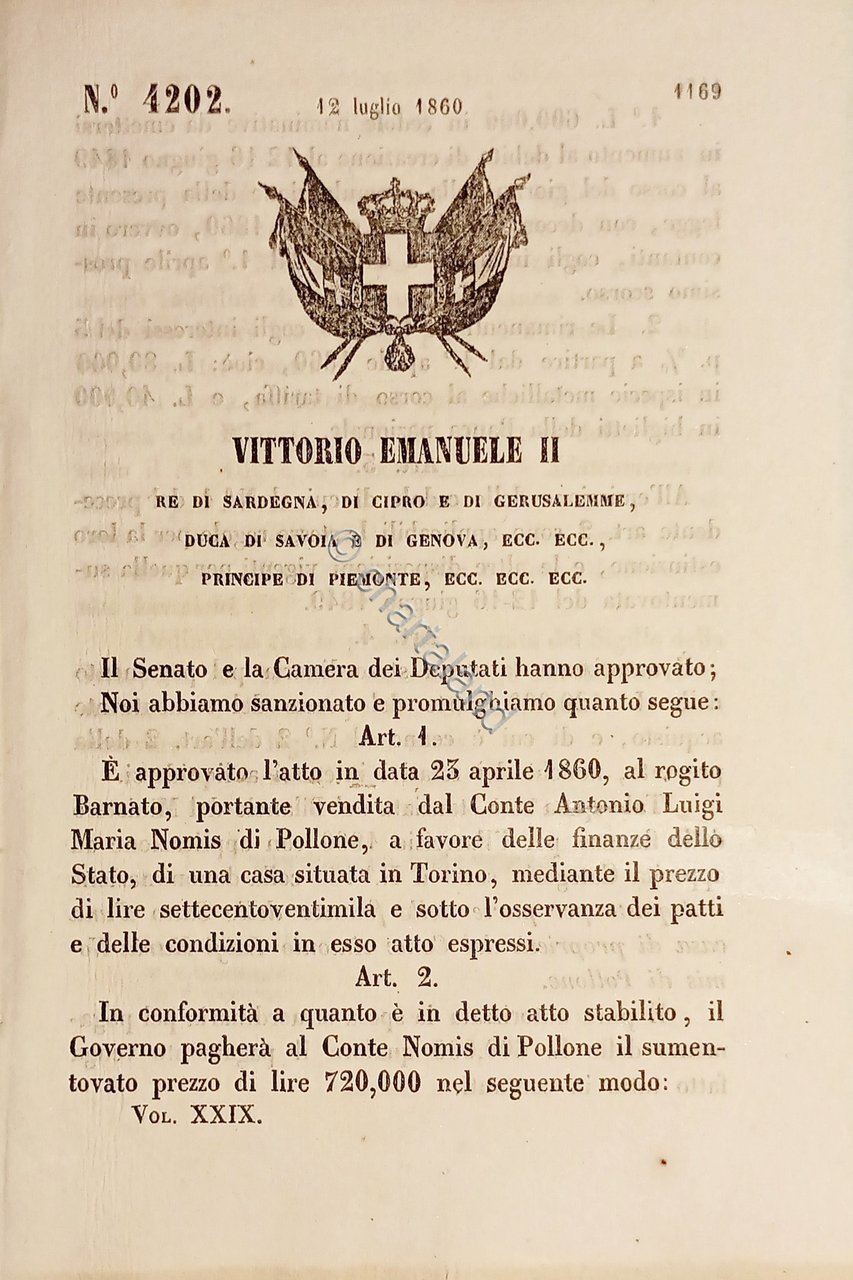 N.º 4202.
12 luglio 1860.
1169
VITTORIO EMANUELE II
RE DI SARDEGNA, DI CIPRO E DI GERUSALEMME,
DUCA DI SAVOIA E DI GENOVA, ECC. ECC.,
PRINCIPE DI PIEMONTE, ECC. ECC. ECC.
Il Senato e la Camera dei Deputati hanno approvato;
Noi abbiamo sanzionato e promulghiamo quanto segue:
Art. 1.
È approvato l'atto in data 23 aprile 1860, al rogito
Barnato, portante vendita dal Conte Antonio Luigi
Maria Nomis di Pollone, a favore delle finanze dello
Stato, di una casa situata in Torino, mediante il prezzo
di lire settecentoventimila e sotto l'osservanza dei patti
e delle condizioni in esso atto espressi.
Art. 2.
In conformità a quanto è in detto atto stabilito, il
Governo pagherà al Conte Nomis di Pollone il sumen-
tovato prezzo di lire 720,000 nel seguente modo:
VOL. XXIX.
© chartaland